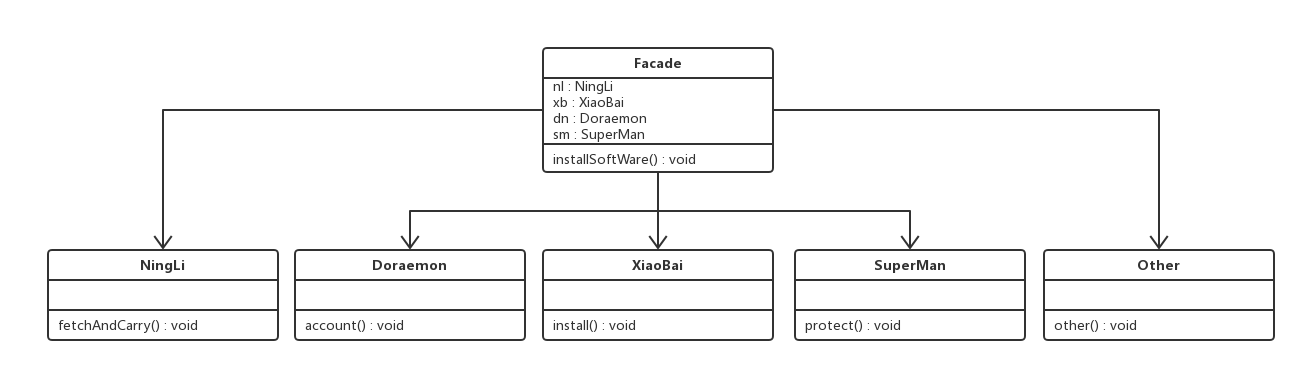 Facade
nl : NingLi
xb : XiaoBai
dn : Doraemon
sm : SuperMan
installSoftWare() : void
NingLi
fetchAndCarry() : void
Doraemon
account() : void
XiaoBai
install() : void
SuperMan
protect() : void
Other
other() : void